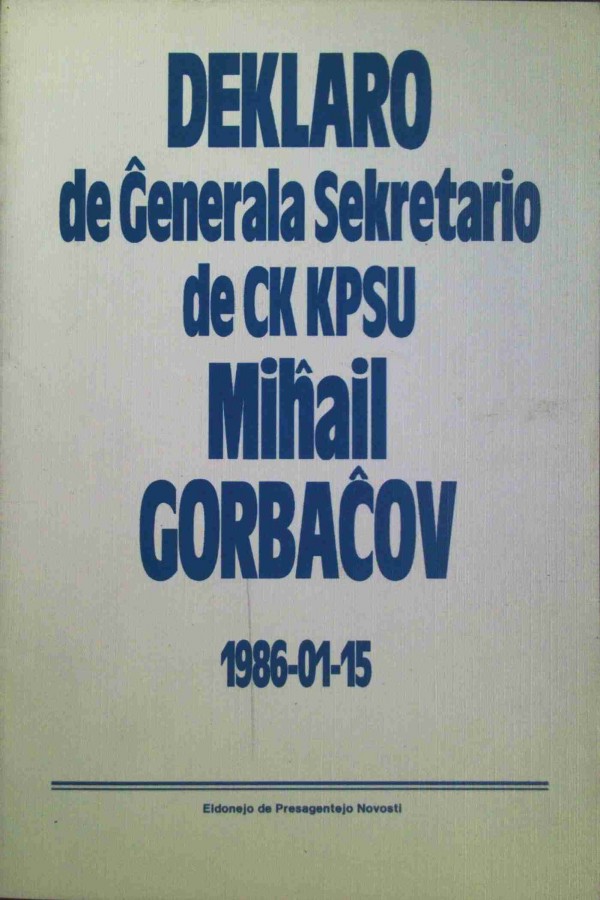 DEKLARO
de Ĝenerala Sekretario
de CK KPSU
Miĥail
GORBAĈOV
1986-01-15
Eldonejo de Presagentejo Novosti